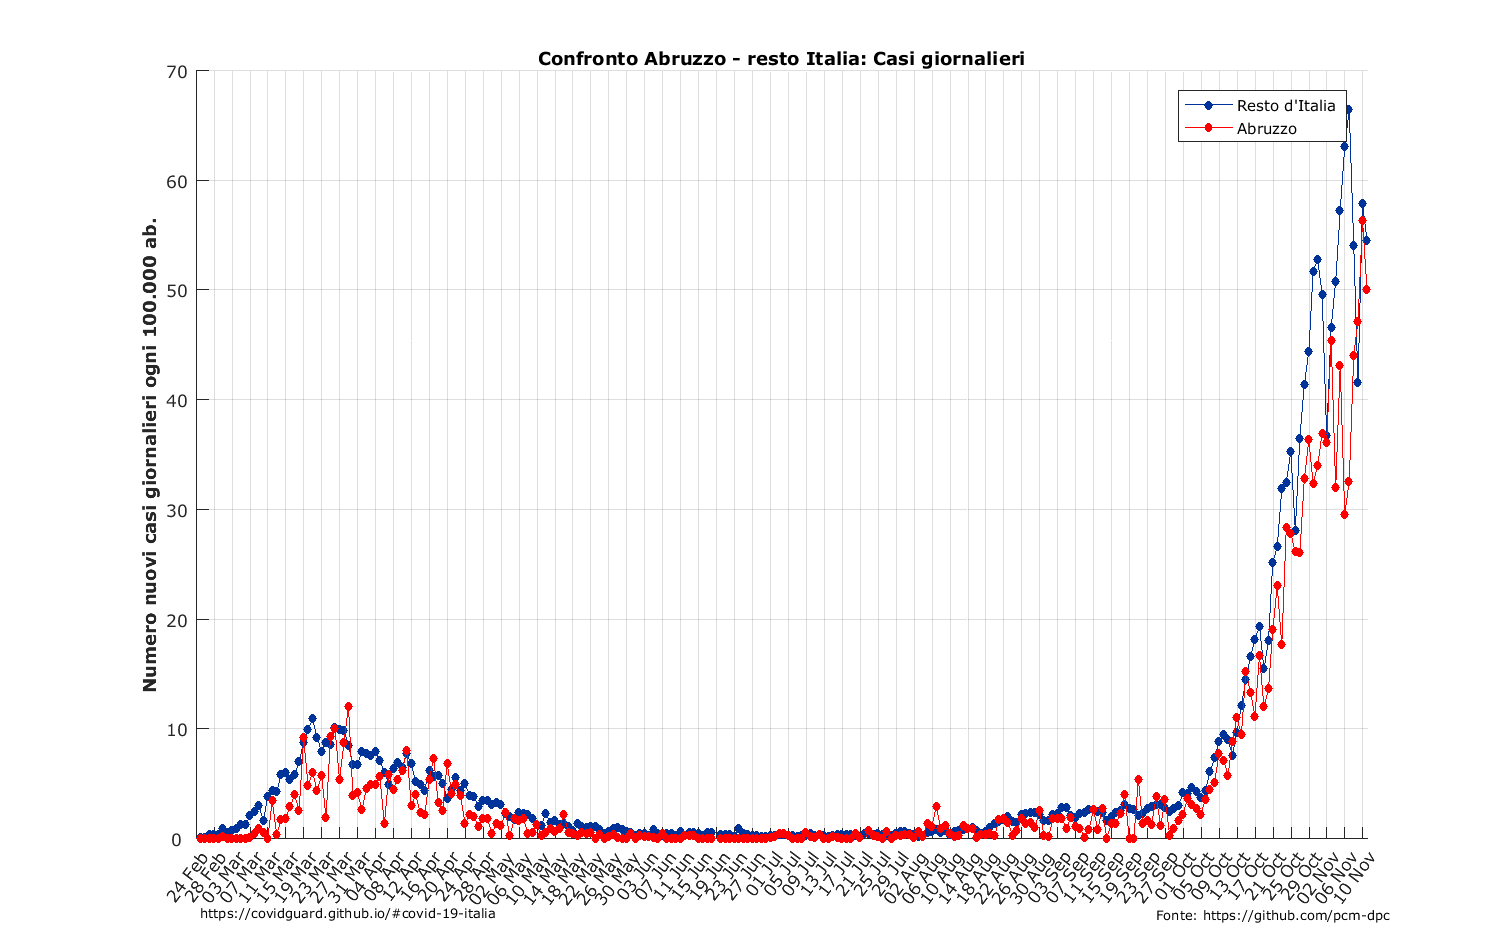 Confronto Abruzzo - resto Italia: Casi giornalieri
Resto d'Italia
Abruzzo
Numero nuovi casi giornalieri ogni 100.000 ab.
70
60
50
40
30
20
10
0
24 Feb
28 Feb
03 Mar
07 Mar
11 Mar
15 Mar
19 Mar
23 Mar
27 Mar
31 Mar
04 Apr
08 Apr
12 Apr
16 Apr
20 Apr
24 Apr
28 Apr
02 May
06 May
10 May
14 May
18 May
22 May
26 May
30 May
03 Jun
07 Jun
11 Jun
15 Jun
19 Jun
23 Jun
27 Jun
01 Jul
05 Jul
09 Jul
13 Jul
17 Jul
21 Jul
25 Jul
29 Jul
02 Aug
06 Aug
10 Aug
14 Aug
18 Aug
22 Aug
26 Aug
30 Aug
03 Sep
07 Sep
11 Sep
15 Sep
19 Sep
23 Sep
27 Sep
01 Oct
05 Oct
09 Oct
13 Oct
17 Oct
21 Oct
25 Oct
29 Oct
02 Nov
06 Nov
10 Nov
https://covidguard.github.io/#covid-19-italia
Fonte: https://github.com/pcm-dpc